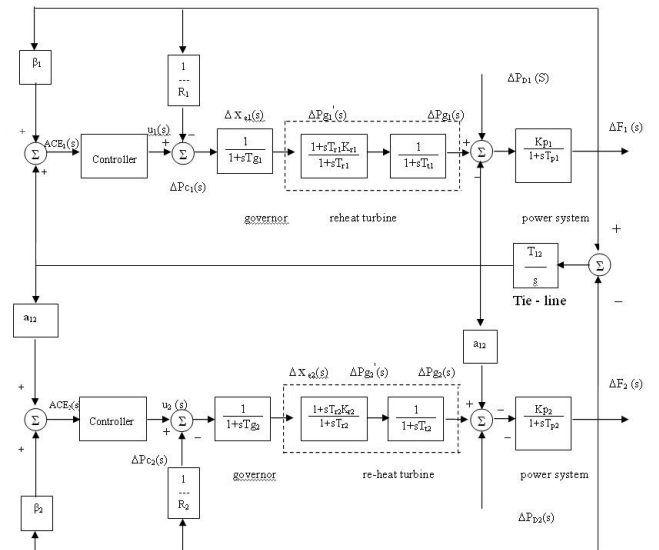 β1
1
---
R1
ΔPD1(S)
ΔXe1(s)
ΔPg1'(s)
ΔPg1(s)
ΔF1(s)
+
ACE1(s)
u1(s)
−
+
Σ
Controller
+
Σ
1
1+sTg1
1+sTr1Kr1
1+sTr1
1
1+sTt1
+
Σ
−
Kp1
1+sTp1
ΔPc1(s)
governor
reheat turbine
power system
+
T12
s
Σ
Tie - line
−
a12
a12
ΔXe2(s)
ΔPg2'(s)
ΔPg2(s)
ΔF2(s)
+
ACE2(s
u2(s)
+
−
Σ
Controller
+
Σ
−
1
1+sTg2
1+sTr2Kr2
1+sTr2
1
1+sTt2
Σ
−
Kp2
1+sTp2
+
ΔPc2(s)
governor
re-heat turbine
power system
β2
1
---
R2
ΔPD2(s)